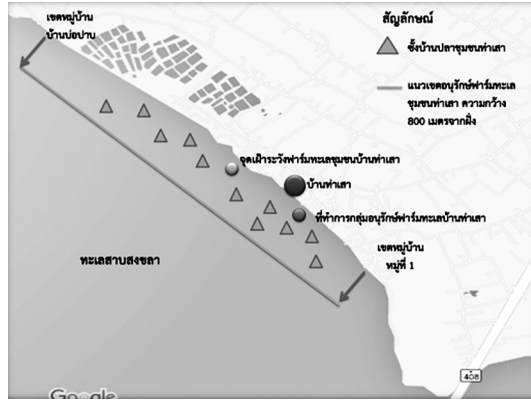 เขตหมู่บ้าน
บ้านบ่อปาบ
สัญลักษณ์
ซั้งบ้านปลาชุมชนท่าเสา
แนวเขตอนุรักษ์ฟาร์มทะเล
ชุมชนท่าเสา ความกว้าง
800 เมตรจากฝั่ง
จุดเฝ้าระวังฟาร์มทะเลชุมชนบ้านท่าเสา
บ้านท่าเสา
ที่ทำการกลุ่มอนุรักษ์ฟาร์มทะเลบ้านท่าเสา
เขตหมู่บ้าน
หมู่ที่ 1
ทะเลสาบสงขลา
408
Google